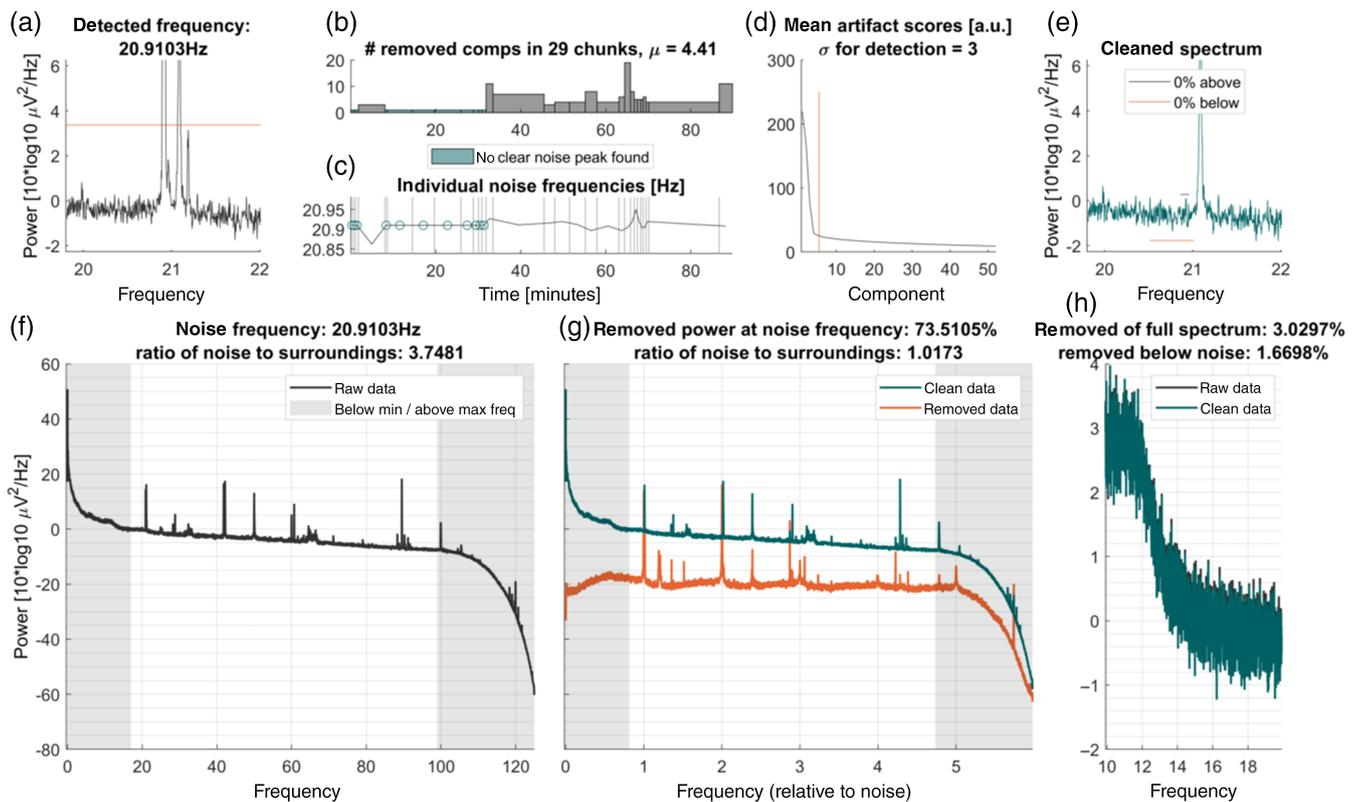 (a)
Detected frequency:
20.9103Hz
Power [10*log10 μV²/Hz]
6
4
2
0
-2
20
21
22
Frequency
(b)
# removed comps in 29 chunks, μ = 4.41
20
10
0
20
40
60
80
No clear noise peak found
(c)
Individual noise frequencies [Hz]
20.95
20.9
20.85
20
40
60
80
Time [minutes]
(d)
Mean artifact scores [a.u.]
σ for detection = 3
300
200
100
0
10
20
30
40
50
Component
(e)
Cleaned spectrum
0% above
0% below
Power [10*log10 μV²/Hz]
6
4
2
0
-2
20
21
22
Frequency
(f)
Noise frequency: 20.9103Hz
ratio of noise to surroundings: 3.7481
Raw data
Below min / above max freq
Power [10*log10 μV²/Hz]
60
40
20
0
-20
-40
-60
-80
0
20
40
60
80
100
120
Frequency
(g)
Removed power at noise frequency: 73.5105%
ratio of noise to surroundings: 1.0173
Clean data
Removed data
0
1
2
3
4
5
Frequency (relative to noise)
(h)
Removed of full spectrum: 3.0297%
removed below noise: 1.6698%
Raw data
Clean data
4
3
2
1
0
−1
−2
10
12
14
16
18
Frequency